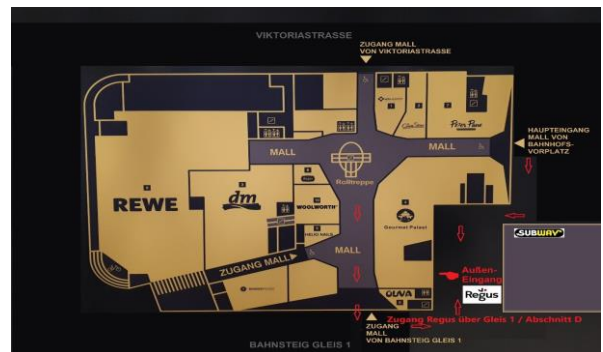 VIKTORIASTRASSE
ZUGANG MALL
VON VIKTORIASTRASSE
HAUPTEINGANG
MALL VON
BAHNHOFS-
VORPLATZ
MALL
MALL
Rolltreppe
REWE
dm
WOOLWORTH
Gourmet Palast
HELIO NAILS
MALL
ZUGANG MALL
SUBWAY
Außen-
Eingang
Regus
Zugang Regus über Gleis 1 / Abschnitt D
ZUGANG
MALL
VON BAHNSTEIG GLEIS 1
BAHNSTEIG GLEIS 1